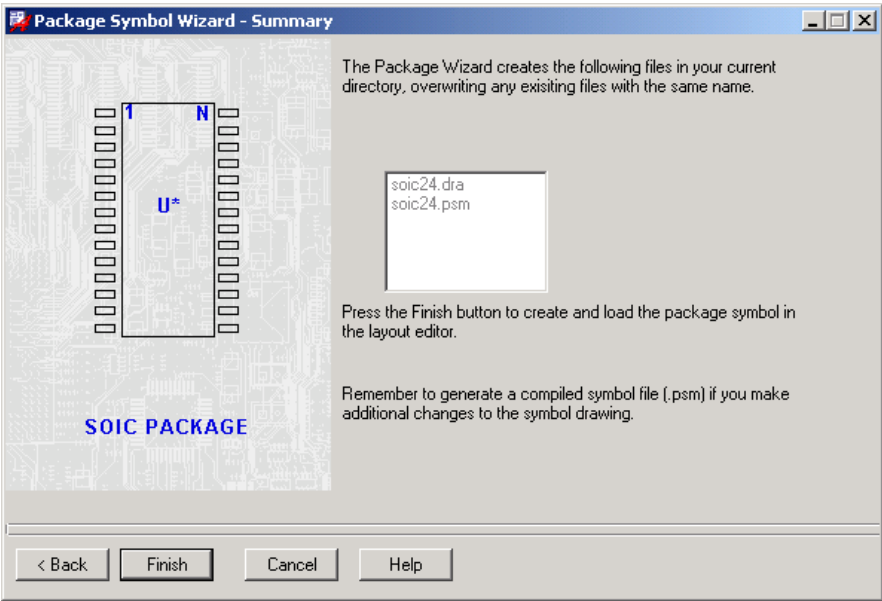 Package Symbol Wizard - Summary
The Package Wizard creates the following files in your current
directory, overwriting any exisiting files with the same name.
1 N
U*
soic24.dra
soic24.psm
Press the Finish button to create and load the package symbol in
the layout editor.
Remember to generate a compiled symbol file (.psm) if you make
additional changes to the symbol drawing.
SOIC PACKAGE
< Back Finish Cancel Help